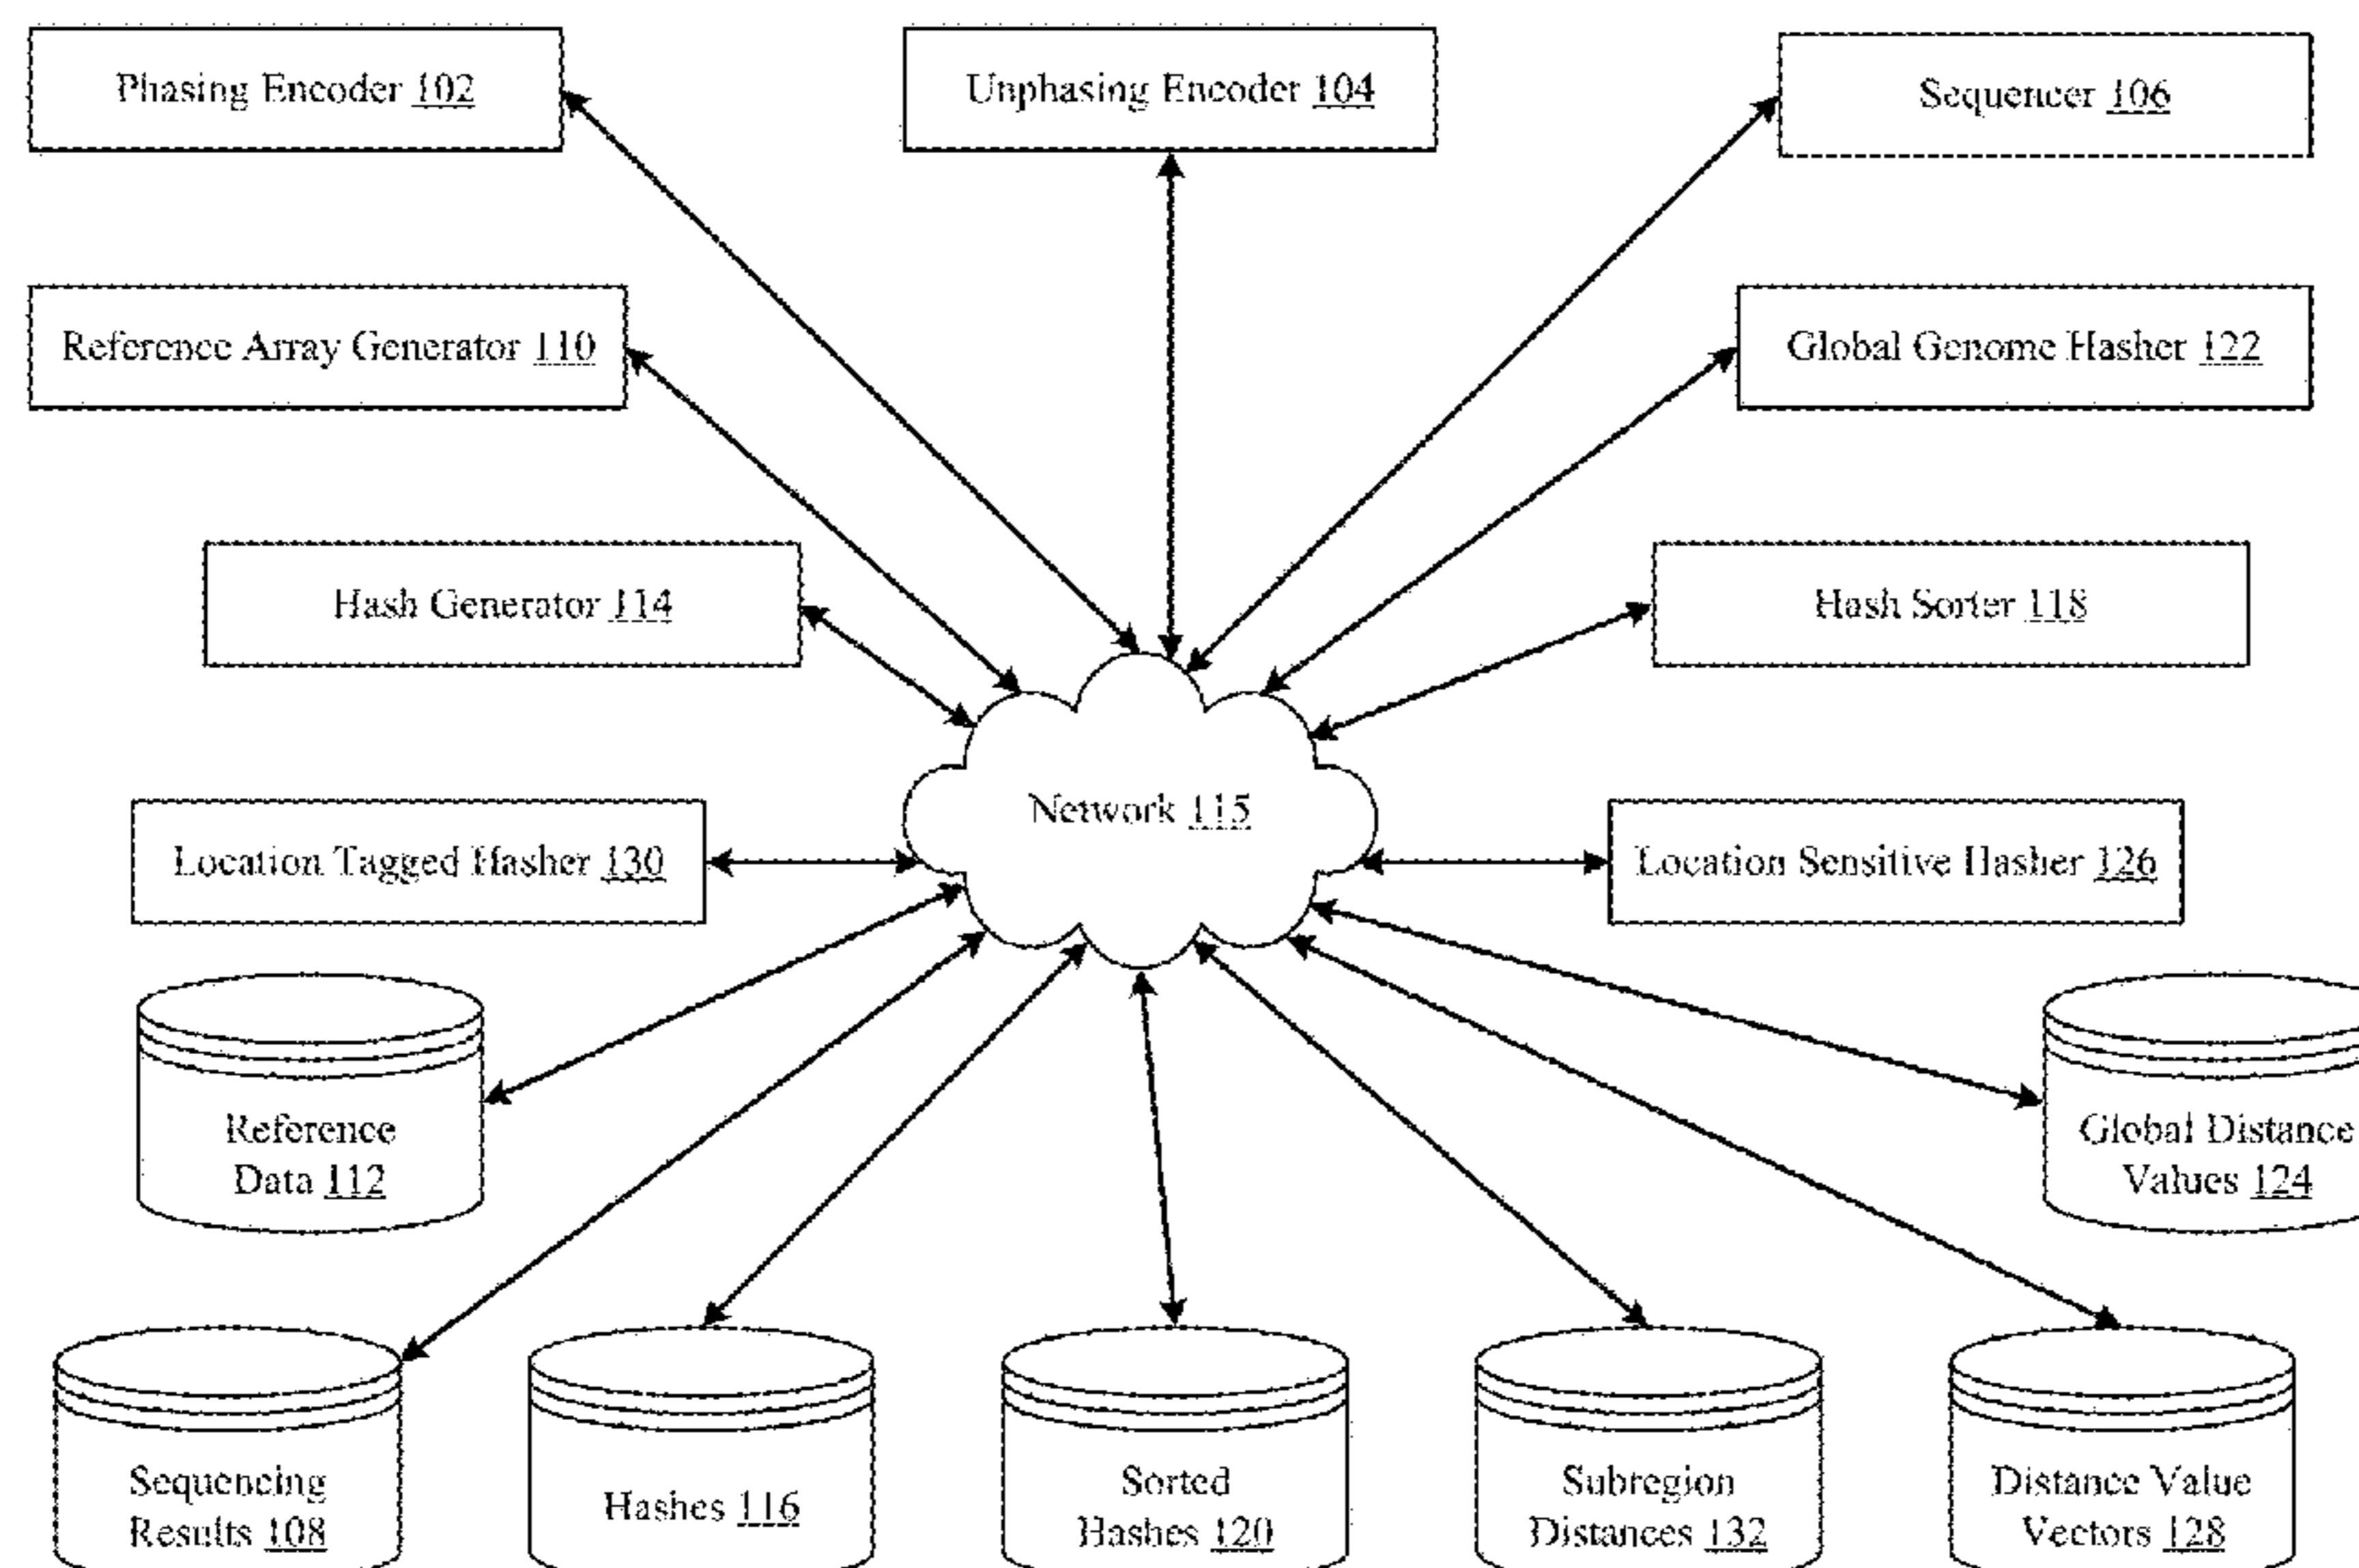 Phasing Encoder 102
Unphasing Encoder 104
Sequencer 106
Reference Array Generator 110
Global Genome Hasher 122
Hash Generator 114
Hash Sorter 118
Network 115
Location Tagged Hasher 130
Location Sensitive Hasher 126
Reference
Data 112
Global Distance
Values 124
Sequencing
Results 108
Hashes 116
Sorted
Hashes 120
Subregion
Distances 132
Distance Value
Vectors 128